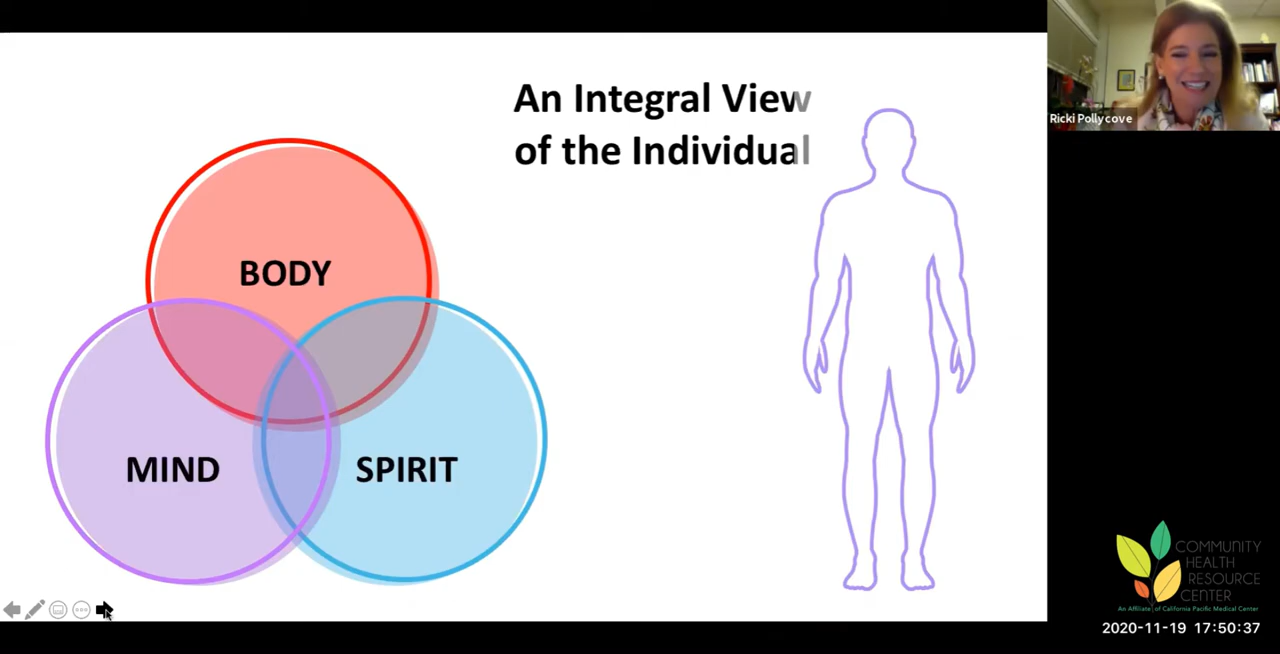 An Integral View
of the Individual
BODY
MIND
SPIRIT
Ricki Pollycove
COMMUNITY
HEALTH
RESOURCE
CENTER
An Affiliate of California Pacific Medical Center
2020-11-19 17:50:37